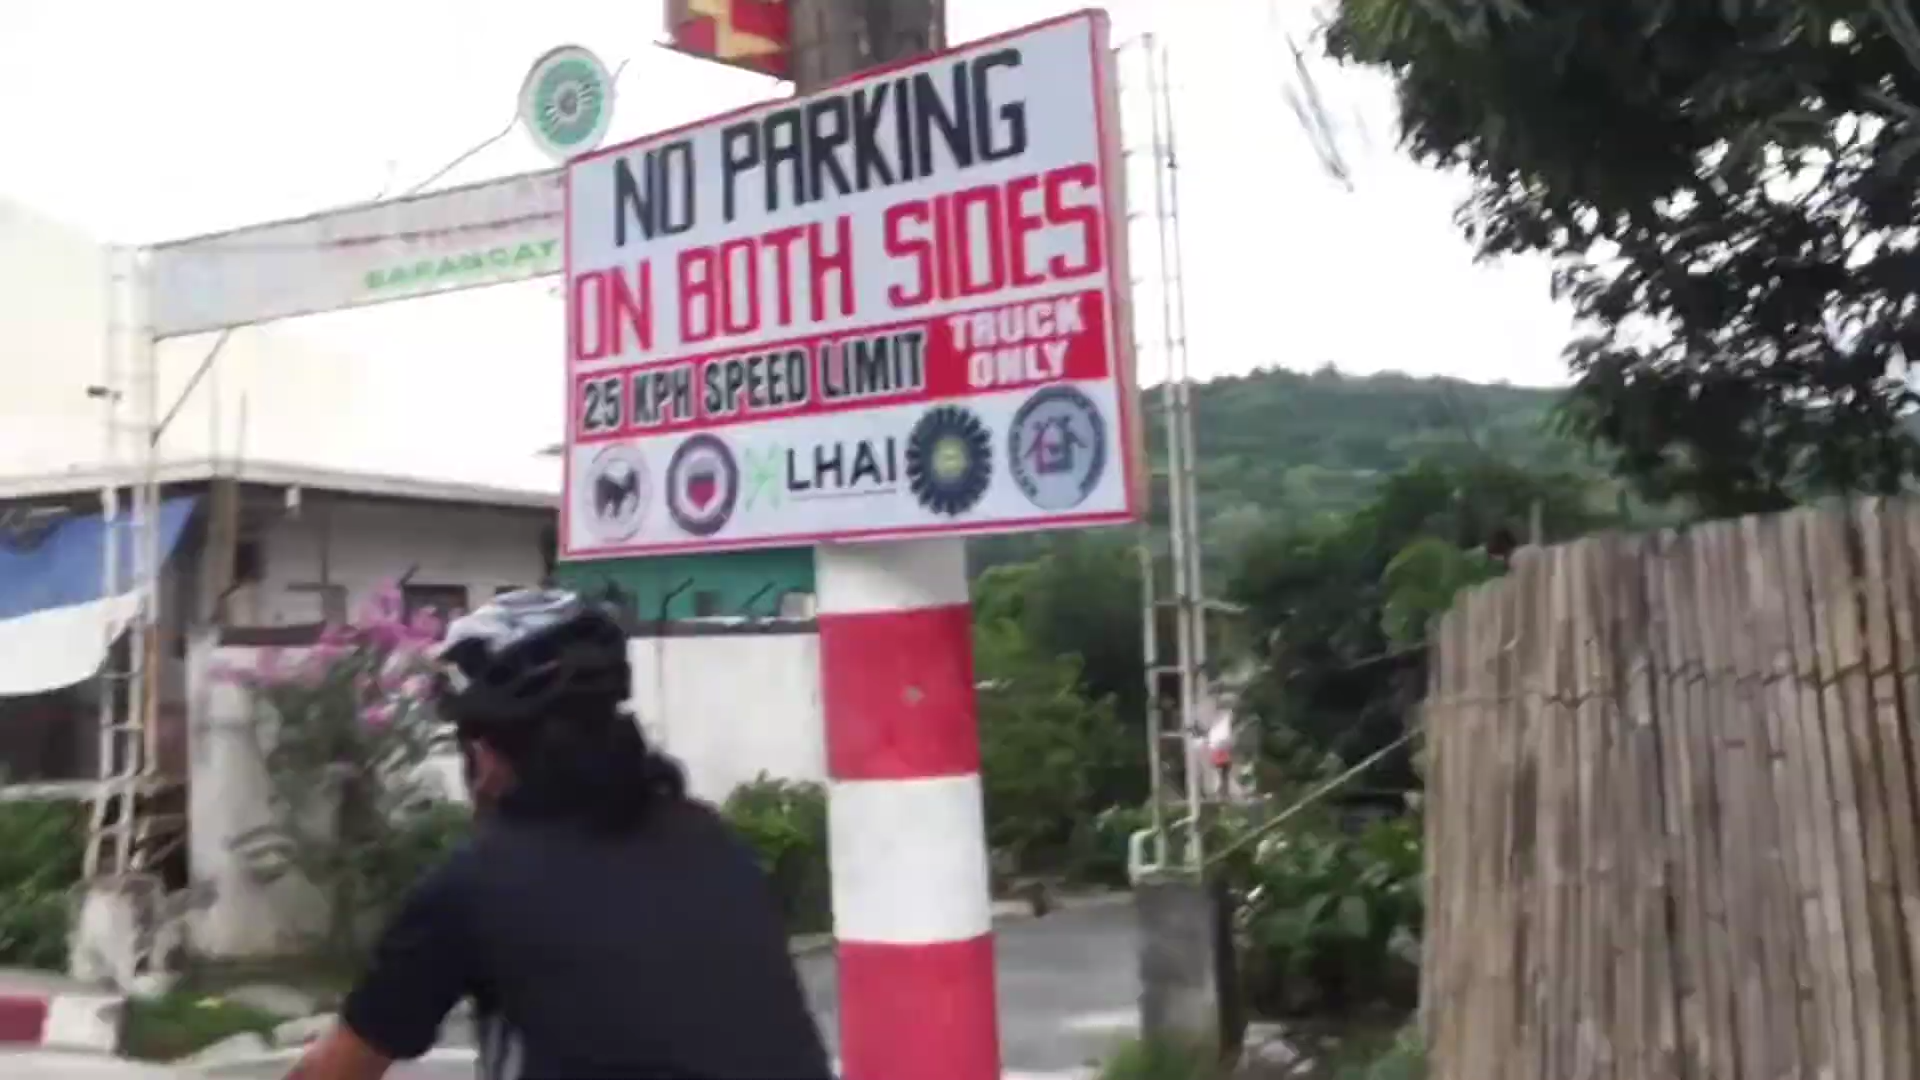 BARANGAY
NO PARKING
ON BOTH SIDES
25 KPH SPEED LIMIT TRUCK ONLY
LHAI